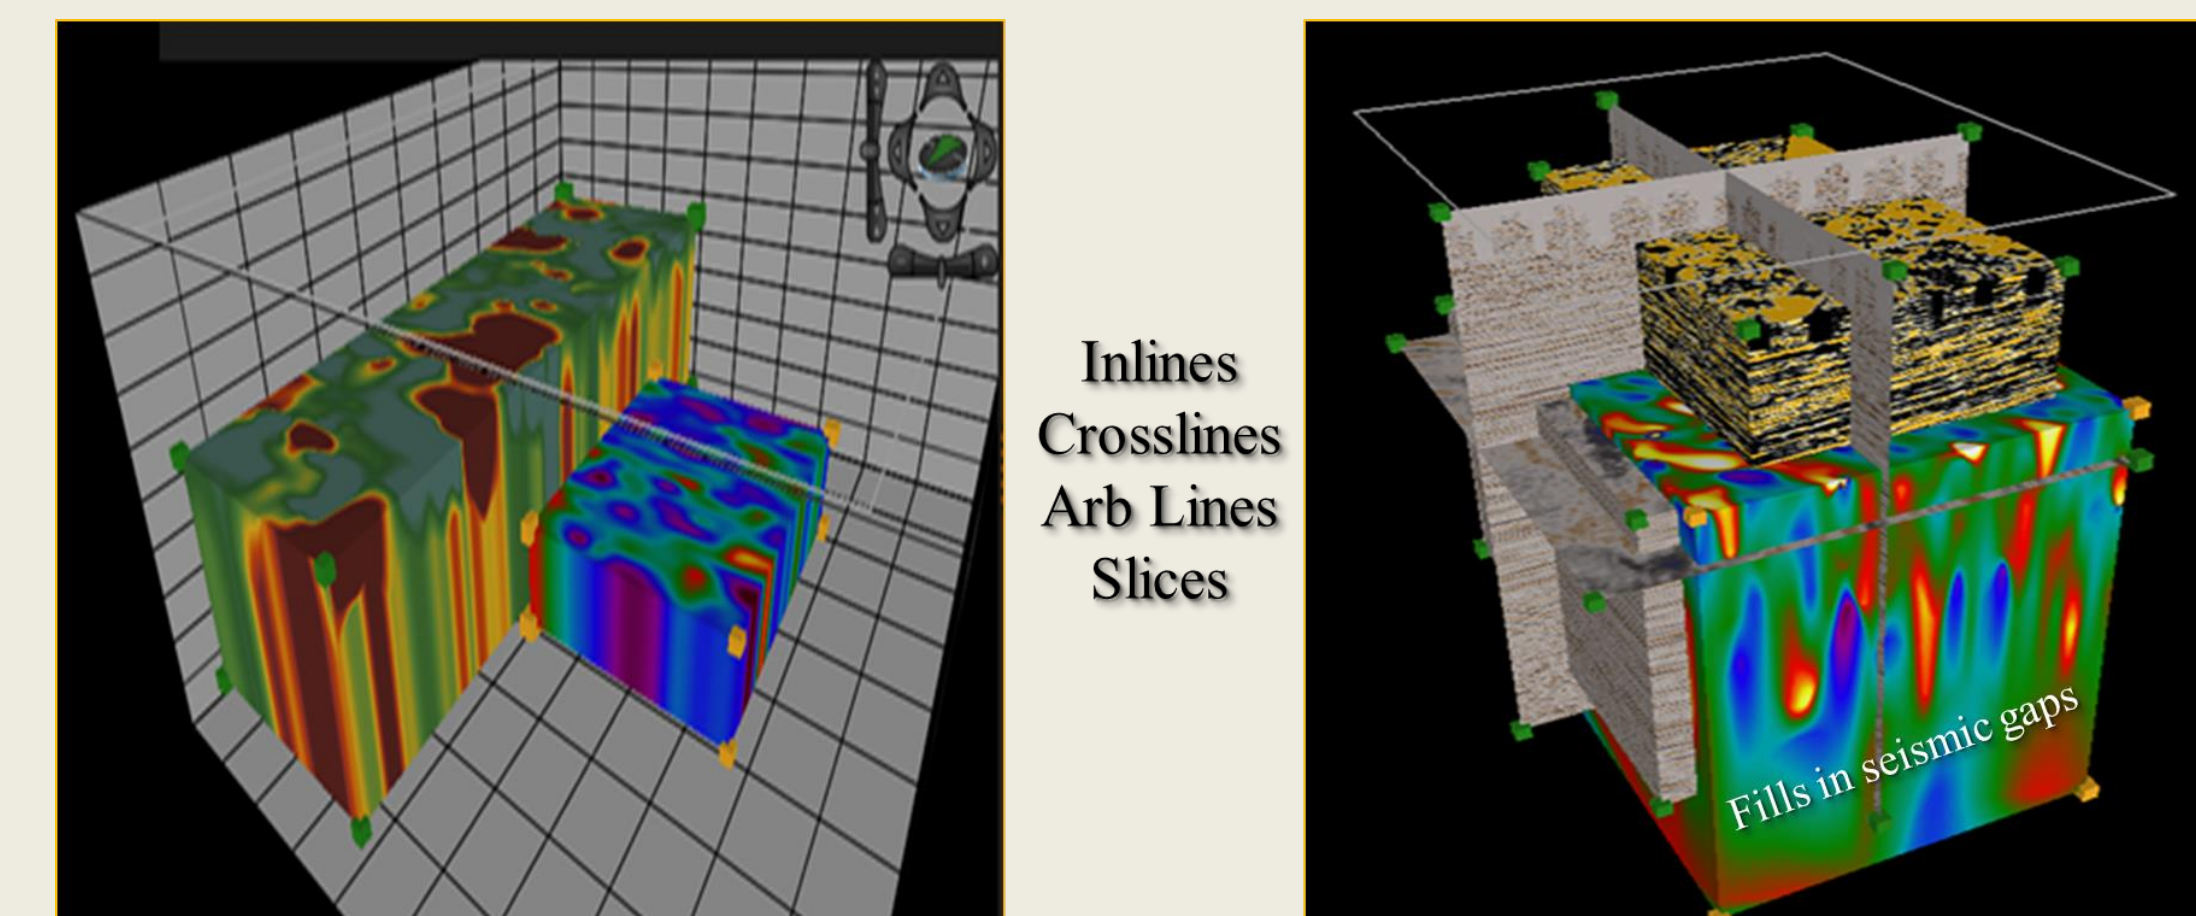 Inlines
Crosslines
Arb Lines
Slices
Fills in seismic gaps